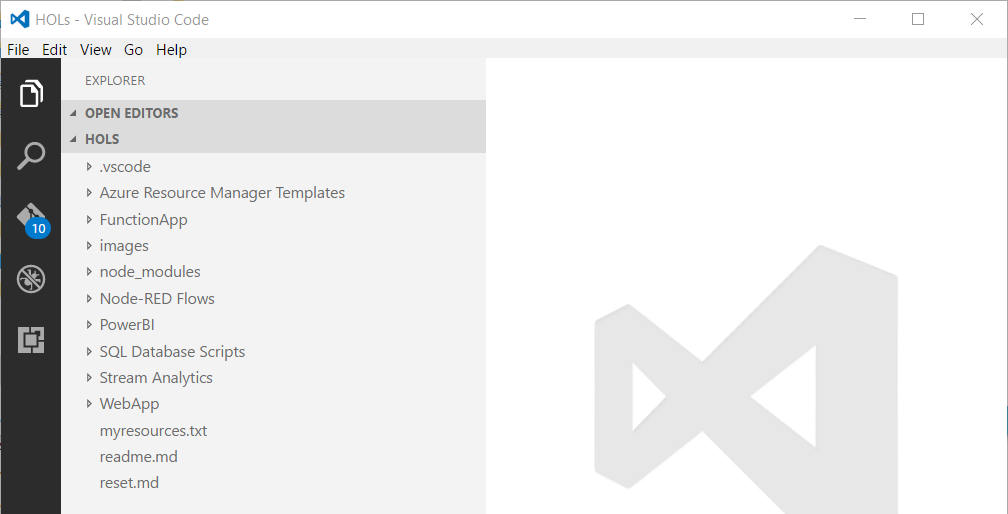 HOLs - Visual Studio Code
File Edit View Go Help
EXPLORER
OPEN EDITORS
HOLS
.vscode
Azure Resource Manager Templates
FunctionApp
images
node_modules
Node-RED Flows
PowerBI
SQL Database Scripts
Stream Analytics
WebApp
myresources.txt
readme.md
reset.md
10